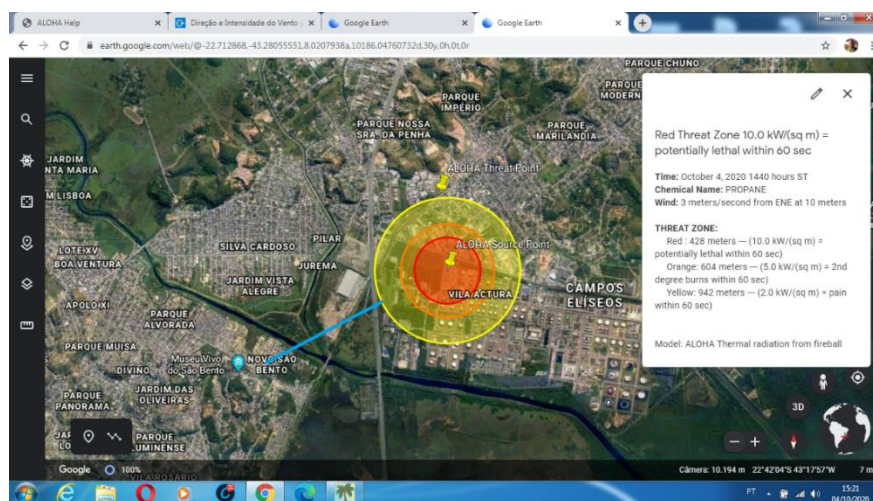 ALOHA Help
Direção e Intensidade do Vento
Google Earth
Google Earth
earth.google.com/web/@-22.712868,-43.28055551,8.0207938a,10186.04760732d,30y,0h,0t,0r
PARQUE CHUNO
PARQUE
MODERN
PARQUE
IMPÉRIO
PARQUE NOSSA
SRA. DA PENHA
PARQUE
MARILANDIA
JARDIM
NTA MARIA
ALOHA Threat Point
M LISBOA
LOTE XV
BOA VENTURA
SILVA CARDOSO
PILAR
JUREMA
ALOHA Source Point
JARDIM VISTA
ALEGRE
VILA ACTURA
CAMPOS
ELÍSEOS
APOLO XI
PARQUE
ALVORADA
PARQUE MUISA
Museu Vivo
do São Bento
NOVO SÃO
BENTO
DIVINO
PARQUE
PANORAMA
JARDIM DAS
OLIVEIRAS
PARQUE
LUMINENSE
VILA ROSÁRIO
Red Threat Zone 10.0 kW/(sq m) =
potentially lethal within 60 sec
Time: October 4, 2020 1440 hours ST
Chemical Name: PROPANE
Wind: 3 meters/second from ENE at 10 meters
THREAT ZONE:
Red : 428 meters --- (10.0 kW/(sq m) =
potentially lethal within 60 sec)
Orange: 604 meters --- (5.0 kW/(sq m) = 2nd
degree burns within 60 sec)
Yellow: 942 meters --- (2.0 kW/(sq m) = pain
within 60 sec)
Model: ALOHA Thermal radiation from fireball
3D
Google
100%
Câmera: 10.194 m 22°42'04"S 43°17'57"W 7 m
PT
15:21
04/10/2020